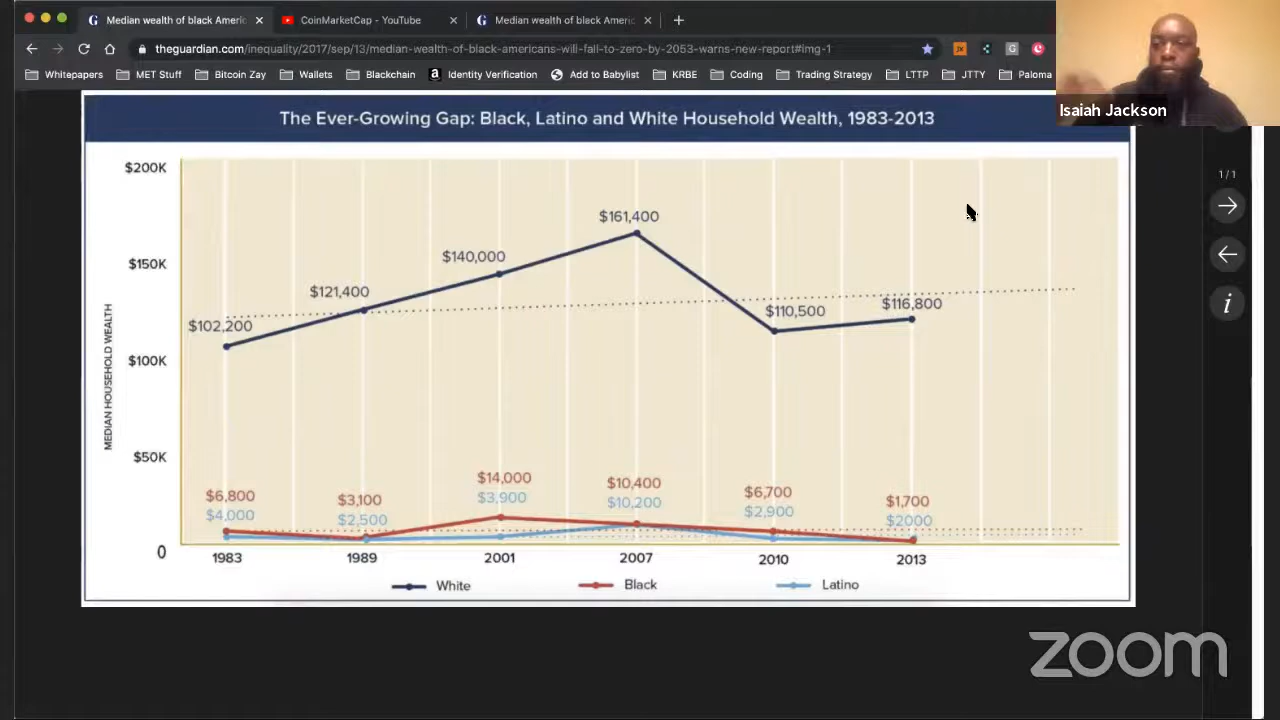 Median wealth of black Americ
CoinMarketCap - YouTube
Median wealth of black Americ
theguardian.com/inequality/2017/sep/13/median-wealth-of-black-americans-will-fall-to-zero-by-2053-warns-new-report#img-1
Whitepapers MET Stuff Bitcoin Zay Wallets Blackchain Identity Verification Add to Babylist KRBE Coding Trading Strategy LTTP JTTY Paloma
Isaiah Jackson
The Ever-Growing Gap: Black, Latino and White Household Wealth, 1983-2013
1/1
MEDIAN HOUSEHOLD WEALTH
$200K
$150K
$100K
$50K
0
$102,200
$121,400
$140,000
$161,400
$110,500
$116,800
$6,800
$3,100
$14,000
$10,400
$6,700
$1,700
$4,000
$2,500
$3,900
$10,200
$2,900
$2000
1983 1989 2001 2007 2010 2013
White Black Latino
zoom